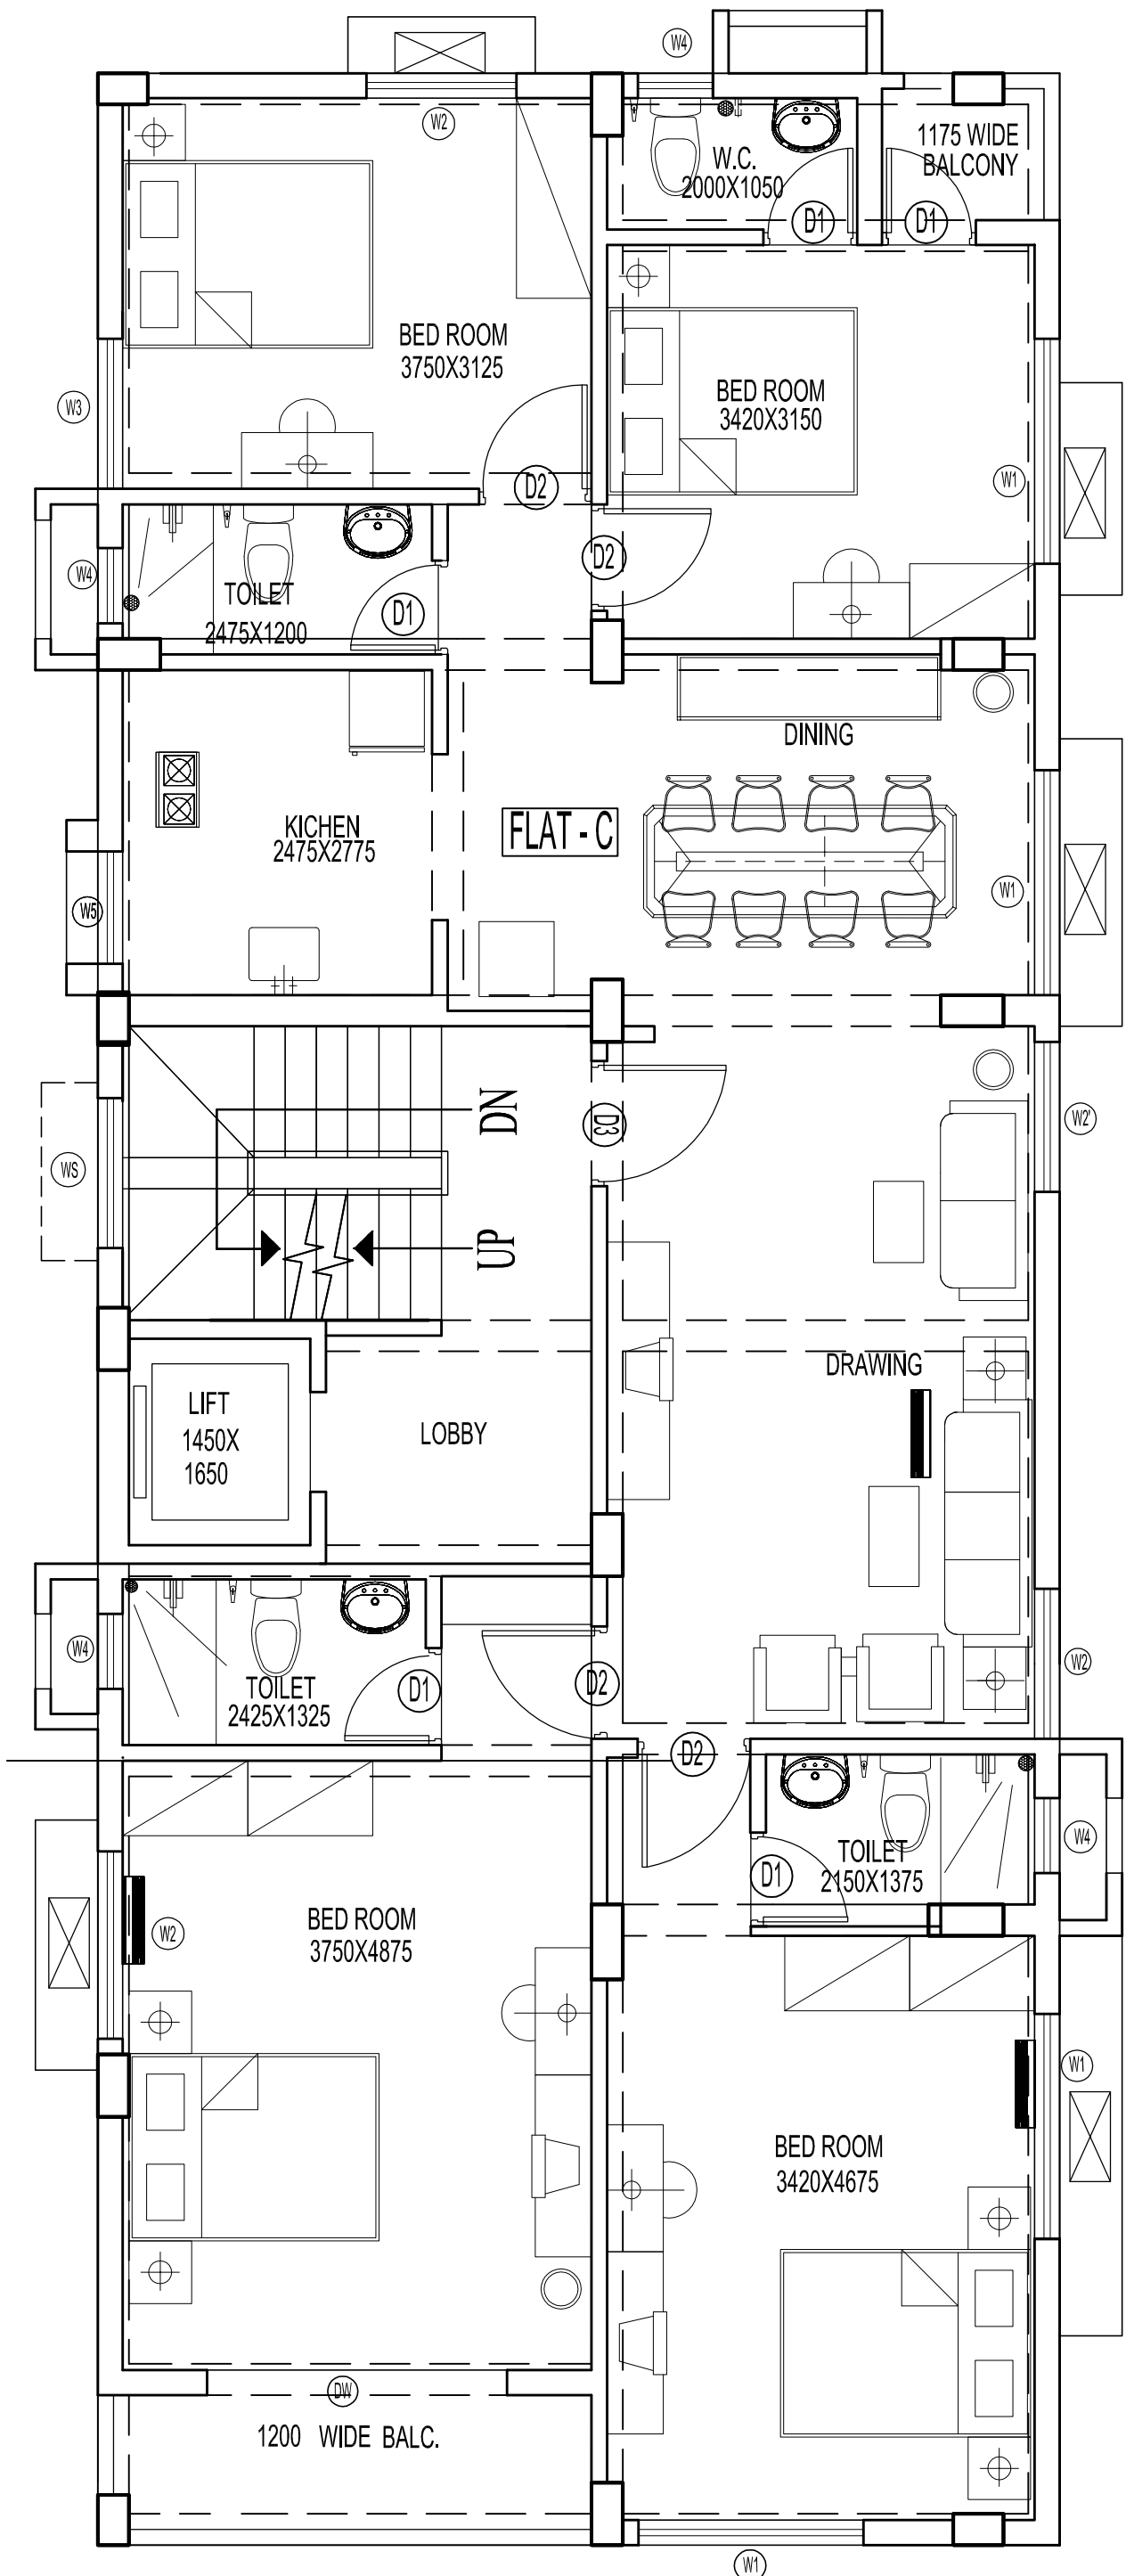 W4
W2
1175 WIDE
BALCONY
W.C.
2000X1050
D1
D1
BED ROOM
3750X3125
BED ROOM
3420X3150
W3
D2
W1
D2
W4
TOILET
2475X1200
D1
DINING
KICHEN
2475X2775
FLAT - C
W5
W1
DN
D3
W2'
WS
UP
DRAWING
LIFT
1450X
1650
LOBBY
W4
TOILET
2425X1325
D1
D2
W2
D2
TOILET
2150X1375
W4
D1
BED ROOM
3750X4875
W2
W1
BED ROOM
3420X4675
DW
1200 WIDE BALC.
W1